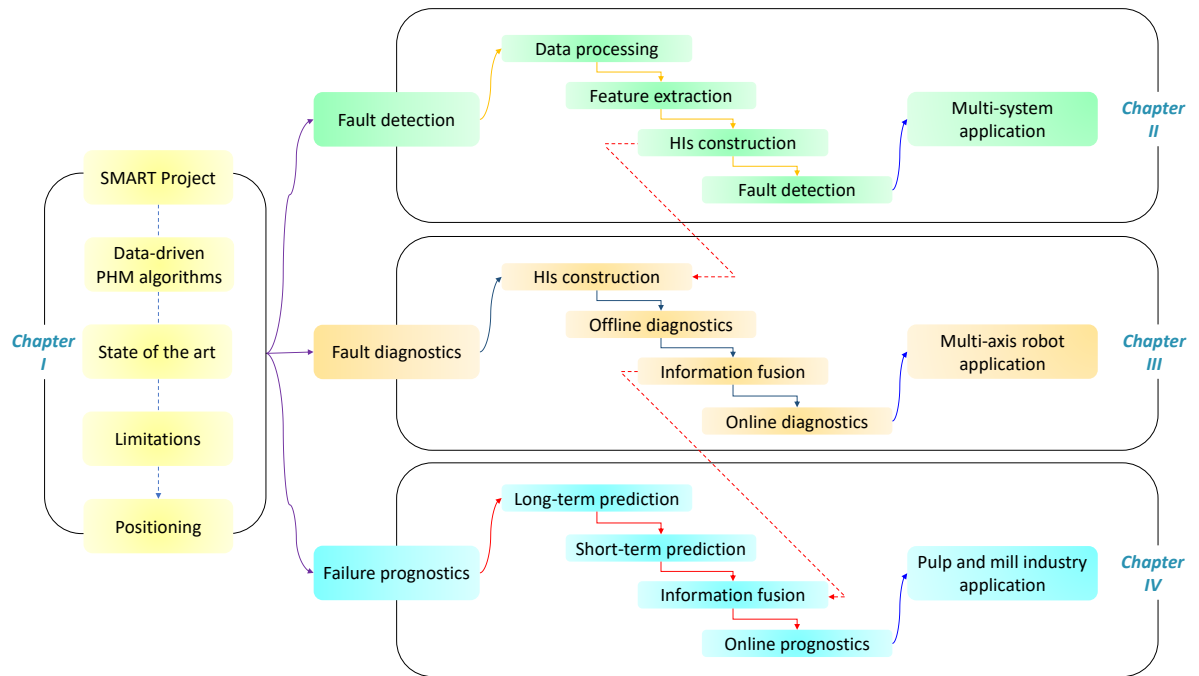 Chapter
I
SMART Project
Data-driven
PHM algorithms
State of the art
Limitations
Positioning
Fault detection
Data processing
Feature extraction
HIs construction
Fault detection
Multi-system
application
Chapter
II
Fault diagnostics
HIs construction
Offline diagnostics
Information fusion
Online diagnostics
Multi-axis robot
application
Chapter
III
Failure prognostics
Long-term prediction
Short-term prediction
Information fusion
Online prognostics
Pulp and mill industry
application
Chapter
IV